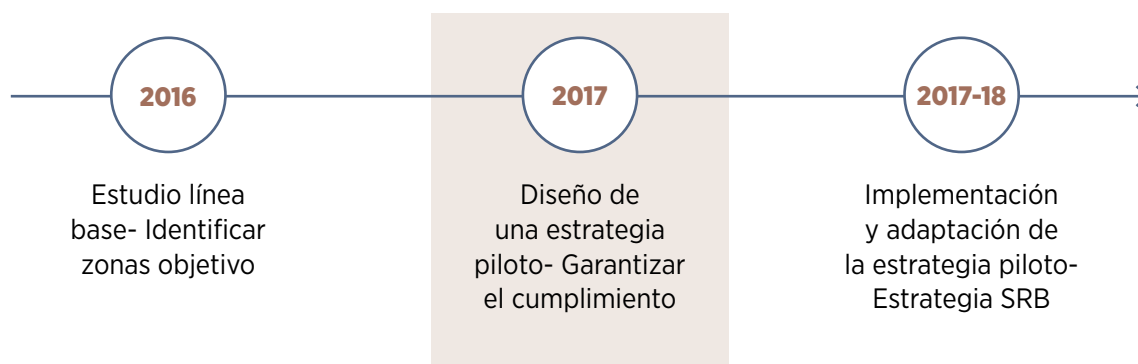 2016
Estudio línea
base- Identificar
zonas objetivo
2017
Diseño de
una estrategia
piloto- Garantizar
el cumplimiento
2017-18
Implementación
y adaptación de
la estrategia piloto-
Estrategia SRB